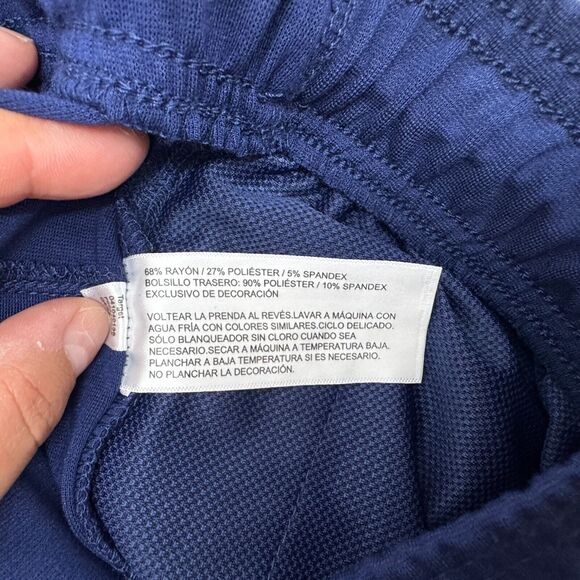 68% RAYÓN / 27% POLIÉSTER / 5% SPANDEX
BOLSILLO TRASERO: 90% POLIÉSTER / 10% SPANDEX
EXCLUSIVO DE DECORACIÓN
VOLTEAR LA PRENDA AL REVÉS.LAVAR A MÁQUINA CON
AGUA FRÍA CON COLORES SIMILARES.CICLO DELICADO.
SÓLO BLANQUEADOR SIN CLORO CUANDO SEA
NECESARIO.SECAR A MÁQUINA A TEMPERATURA BAJA.
PLANCHAR A BAJA TEMPERATURA SI ES NECESARIO.
NO PLANCHAR LA DECORACIÓN.
Target